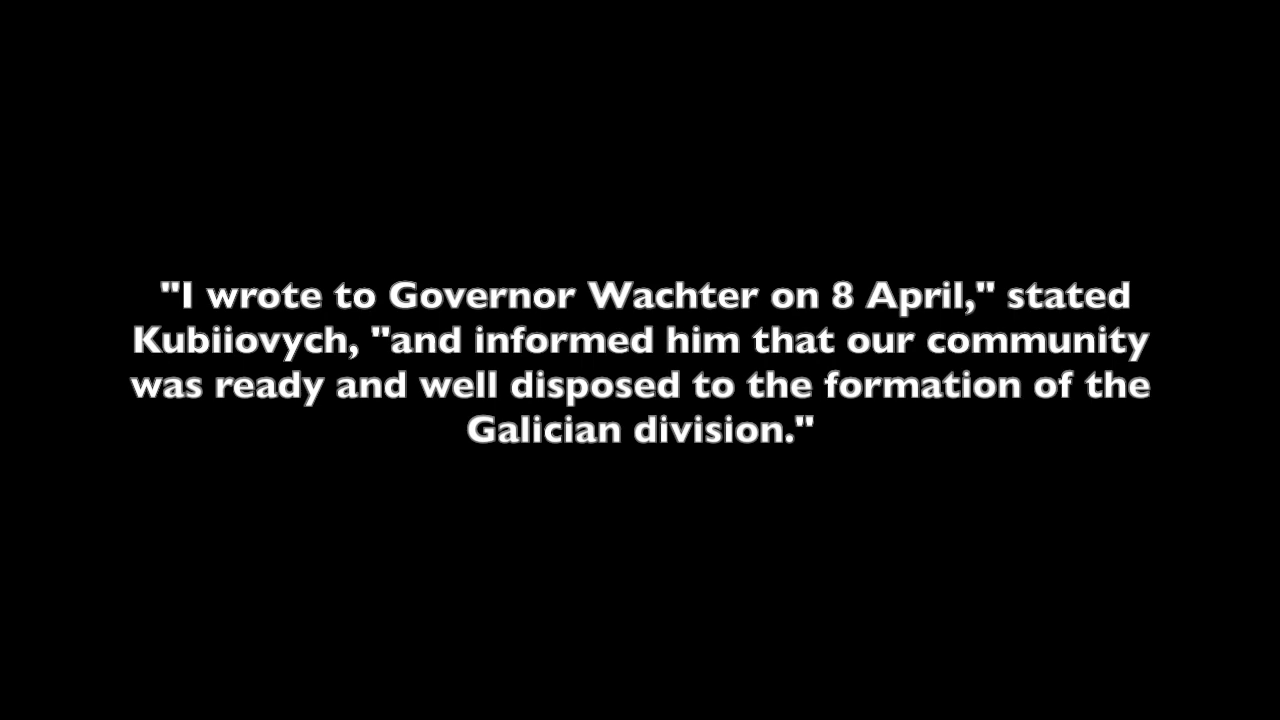 "I wrote to Governor Wachter on 8 April," stated
Kubiiovych, "and informed him that our community
was ready and well disposed to the formation of the
Galician division."